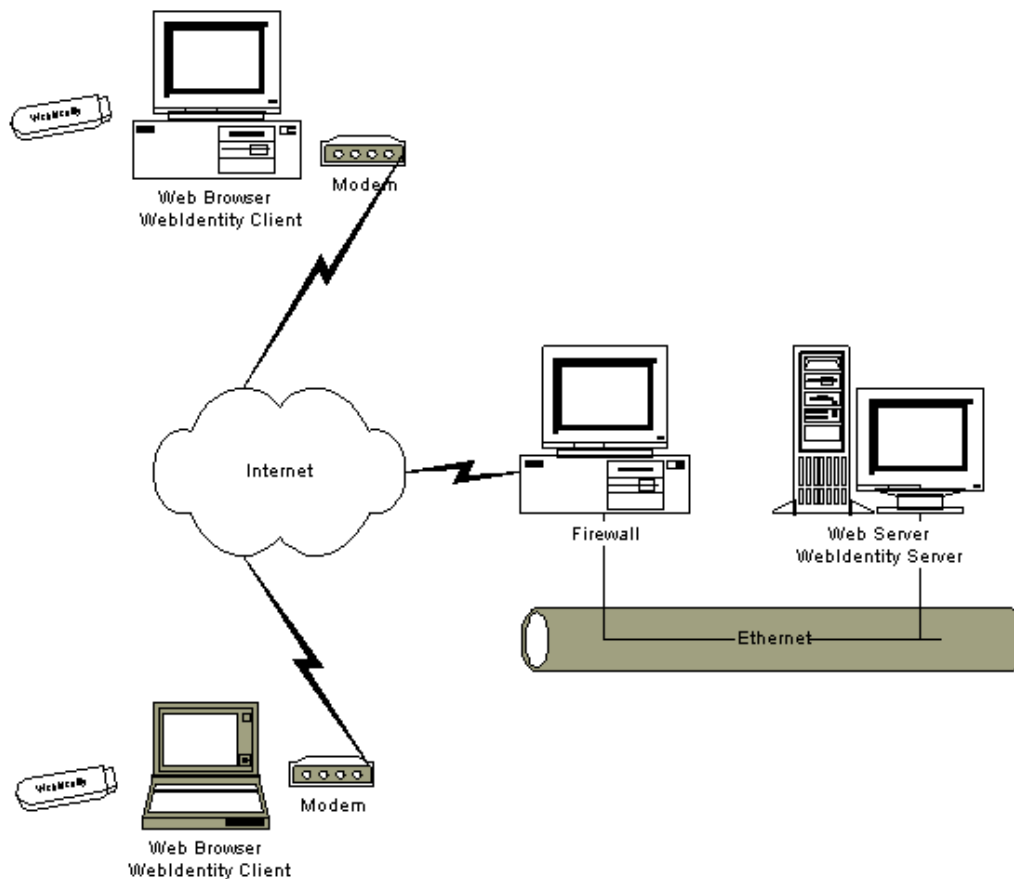 Modem
Web Browser
WebIdentity Client
Internet
Firewall
Web Server
WebIdentity Server
Ethernet
Modem
Web Browser
WebIdentity Client